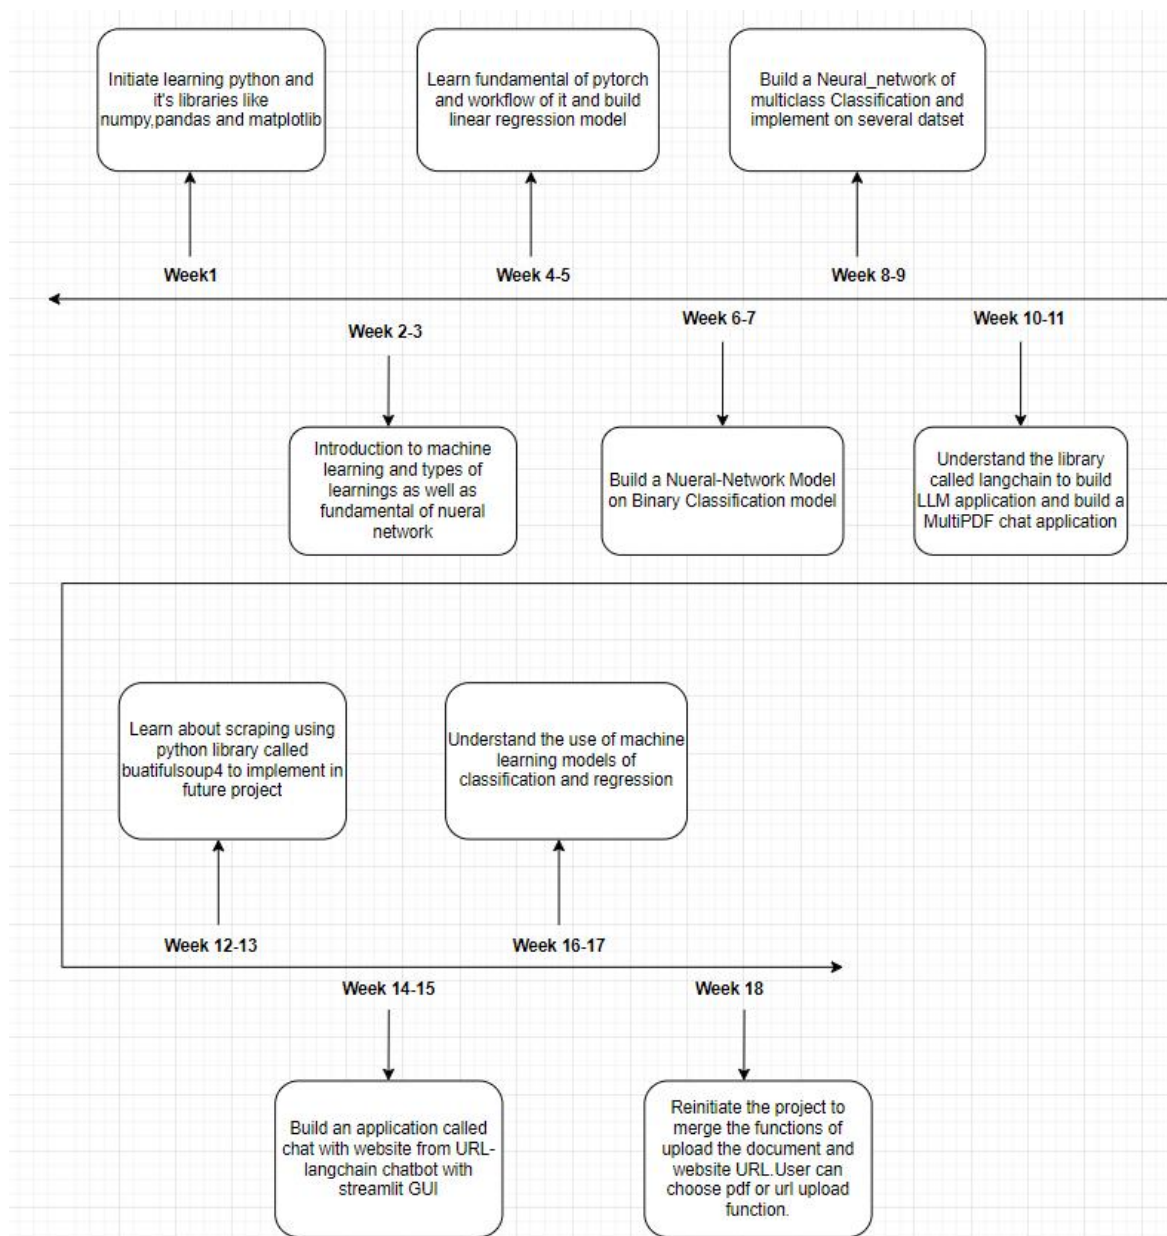 Initiate learning python and
it's libraries like
numpy,pandas and matplotlib
Learn fundamental of pytorch
and workflow of it and build
linear regression model
Build a Neural_network of
multiclass Classification and
implement on several datset
Week1
Week 4-5
Week 8-9
Week 2-3
Week 6-7
Week 10-11
Introduction to machine
learning and types of
learnings as well as
fundamental of nueral
network
Build a Nueral-Network Model
on Binary Classification model
Understand the library
called langchain to build
LLM application and build a
MultiPDF chat application
Learn about scraping using
python library called
buatifulsoup4 to implement in
future project
Understand the use of machine
learning models of
classification and regression
Week 12-13
Week 16-17
Week 14-15
Week 18
Build an application called
chat with website from URL-
langchain chatbot with
streamlit GUI
Reinitiate the project to
merge the functions of
upload the document and
website URL.User can
choose pdf or url upload
function.